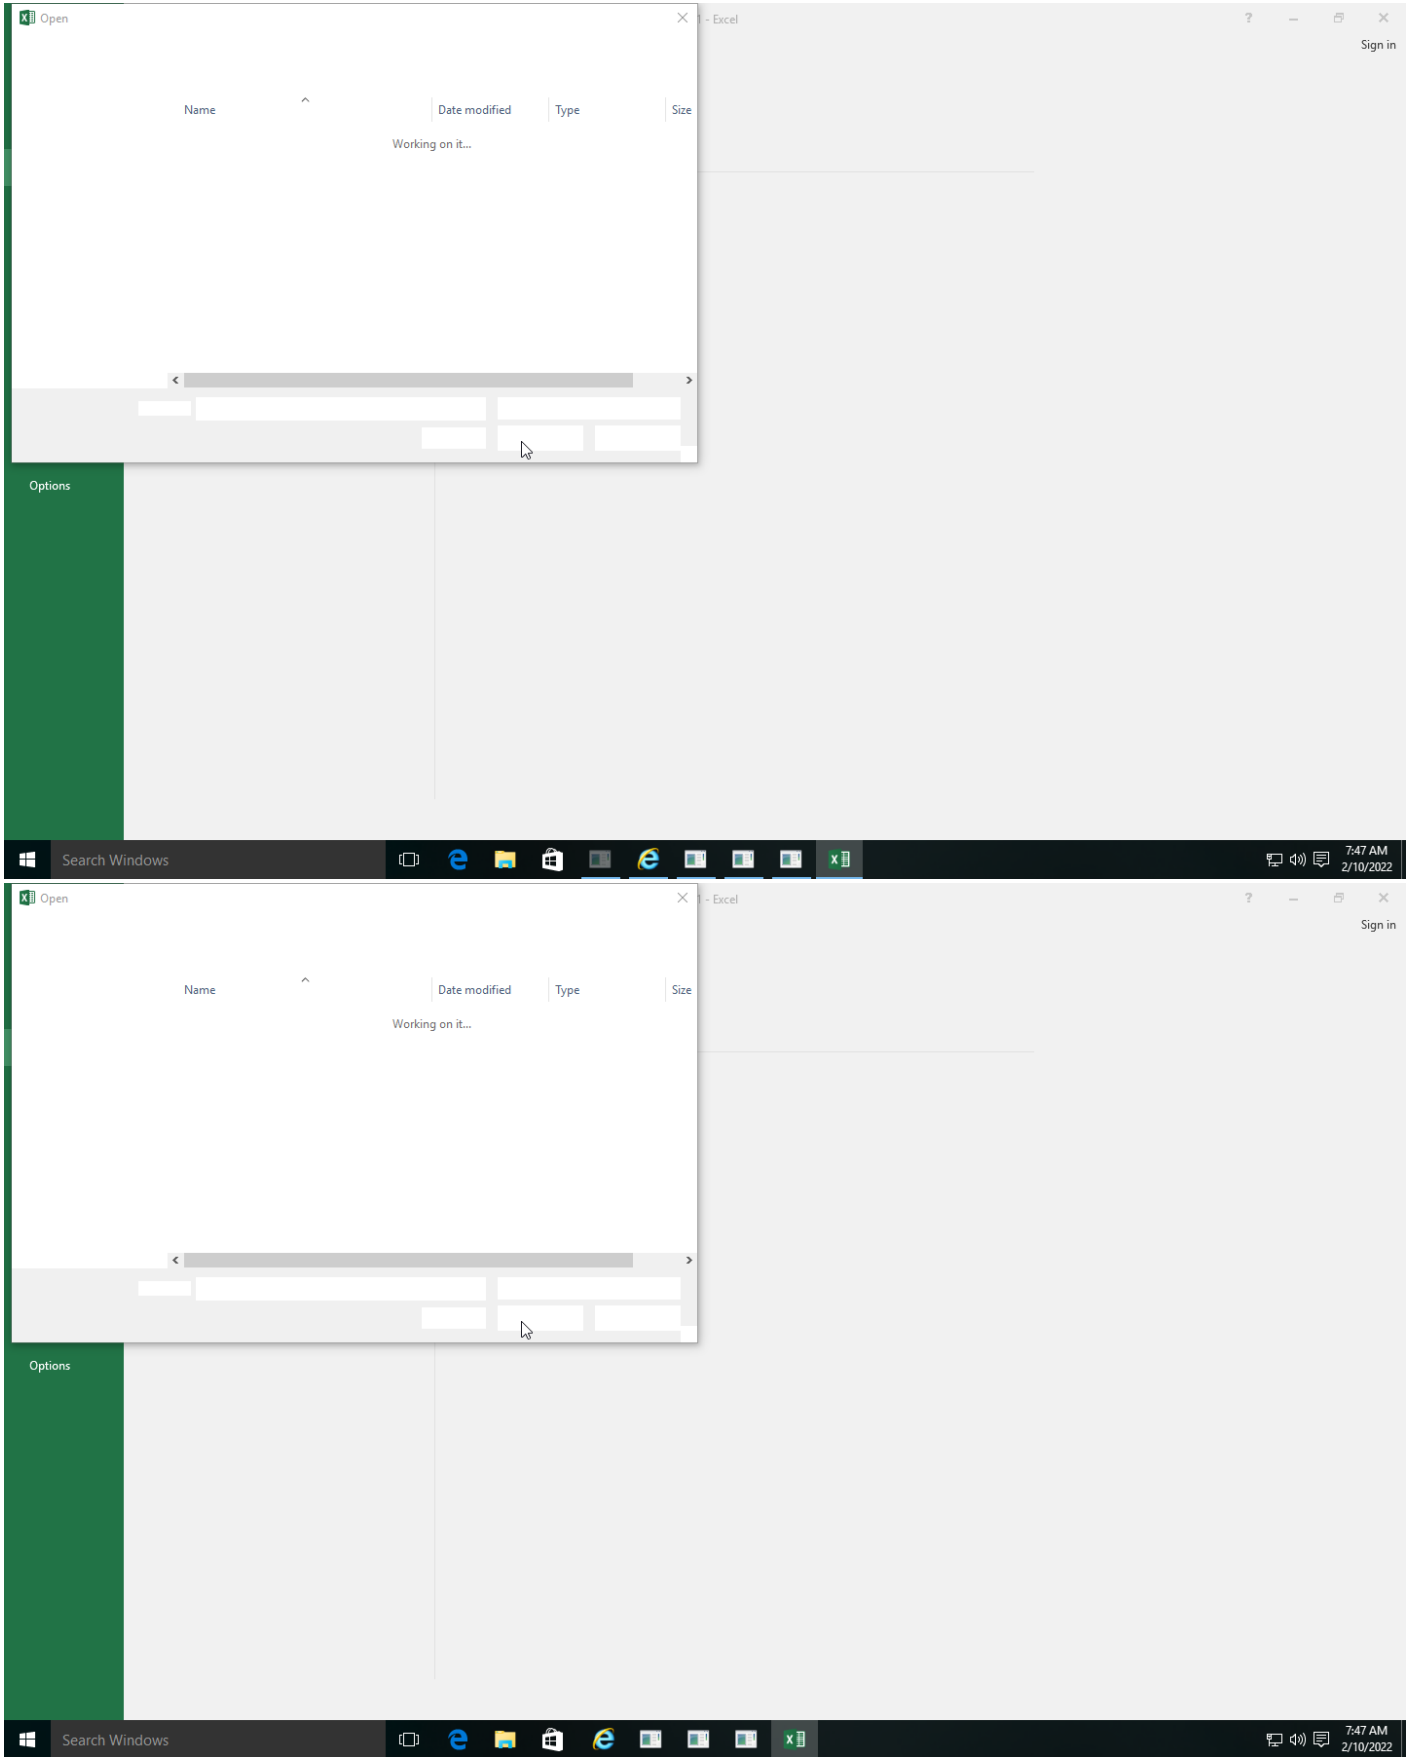 Open
1 - Excel
?
Sign in
Name
Date modified
Type
Size
Working on it...
Options
Search Windows
7:47 AM
2/10/2022
Open
1 - Excel
?
Sign in
Name
Date modified
Type
Size
Working on it...
Options
Search Windows
7:47 AM
2/10/2022